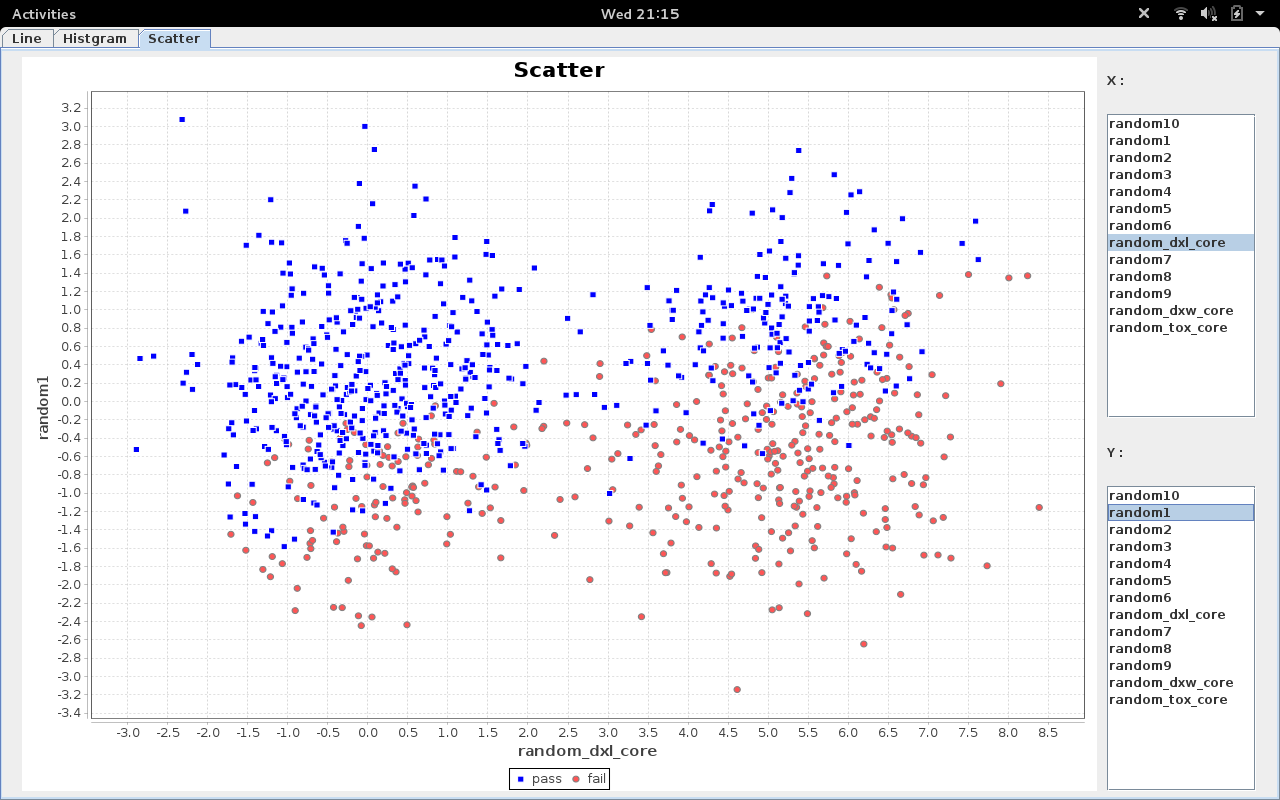 Activities Wed 21:15
Line Histgram Scatter
Scatter
3.2
3.0
2.8
2.6
2.4
2.2
2.0
1.8
1.6
1.4
1.2
1.0
0.8
0.6
0.4
0.2
0.0
-0.2
-0.4
-0.6
-0.8
-1.0
-1.2
-1.4
-1.6
-1.8
-2.0
-2.2
-2.4
-2.6
-2.8
-3.0
-3.2
-3.4
random1
-3.0 -2.5 -2.0 -1.5 -1.0 -0.5 0.0 0.5 1.0 1.5 2.0 2.5 3.0 3.5 4.0 4.5 5.0 5.5 6.0 6.5 7.0 7.5 8.0 8.5
random_dxl_core
pass fail
X :
random10
random1
random2
random3
random4
random5
random6
random_dxl_core
random7
random8
random9
random_dxw_core
random_tox_core
Y :
random10
random1
random2
random3
random4
random5
random6
random_dxl_core
random7
random8
random9
random_dxw_core
random_tox_core